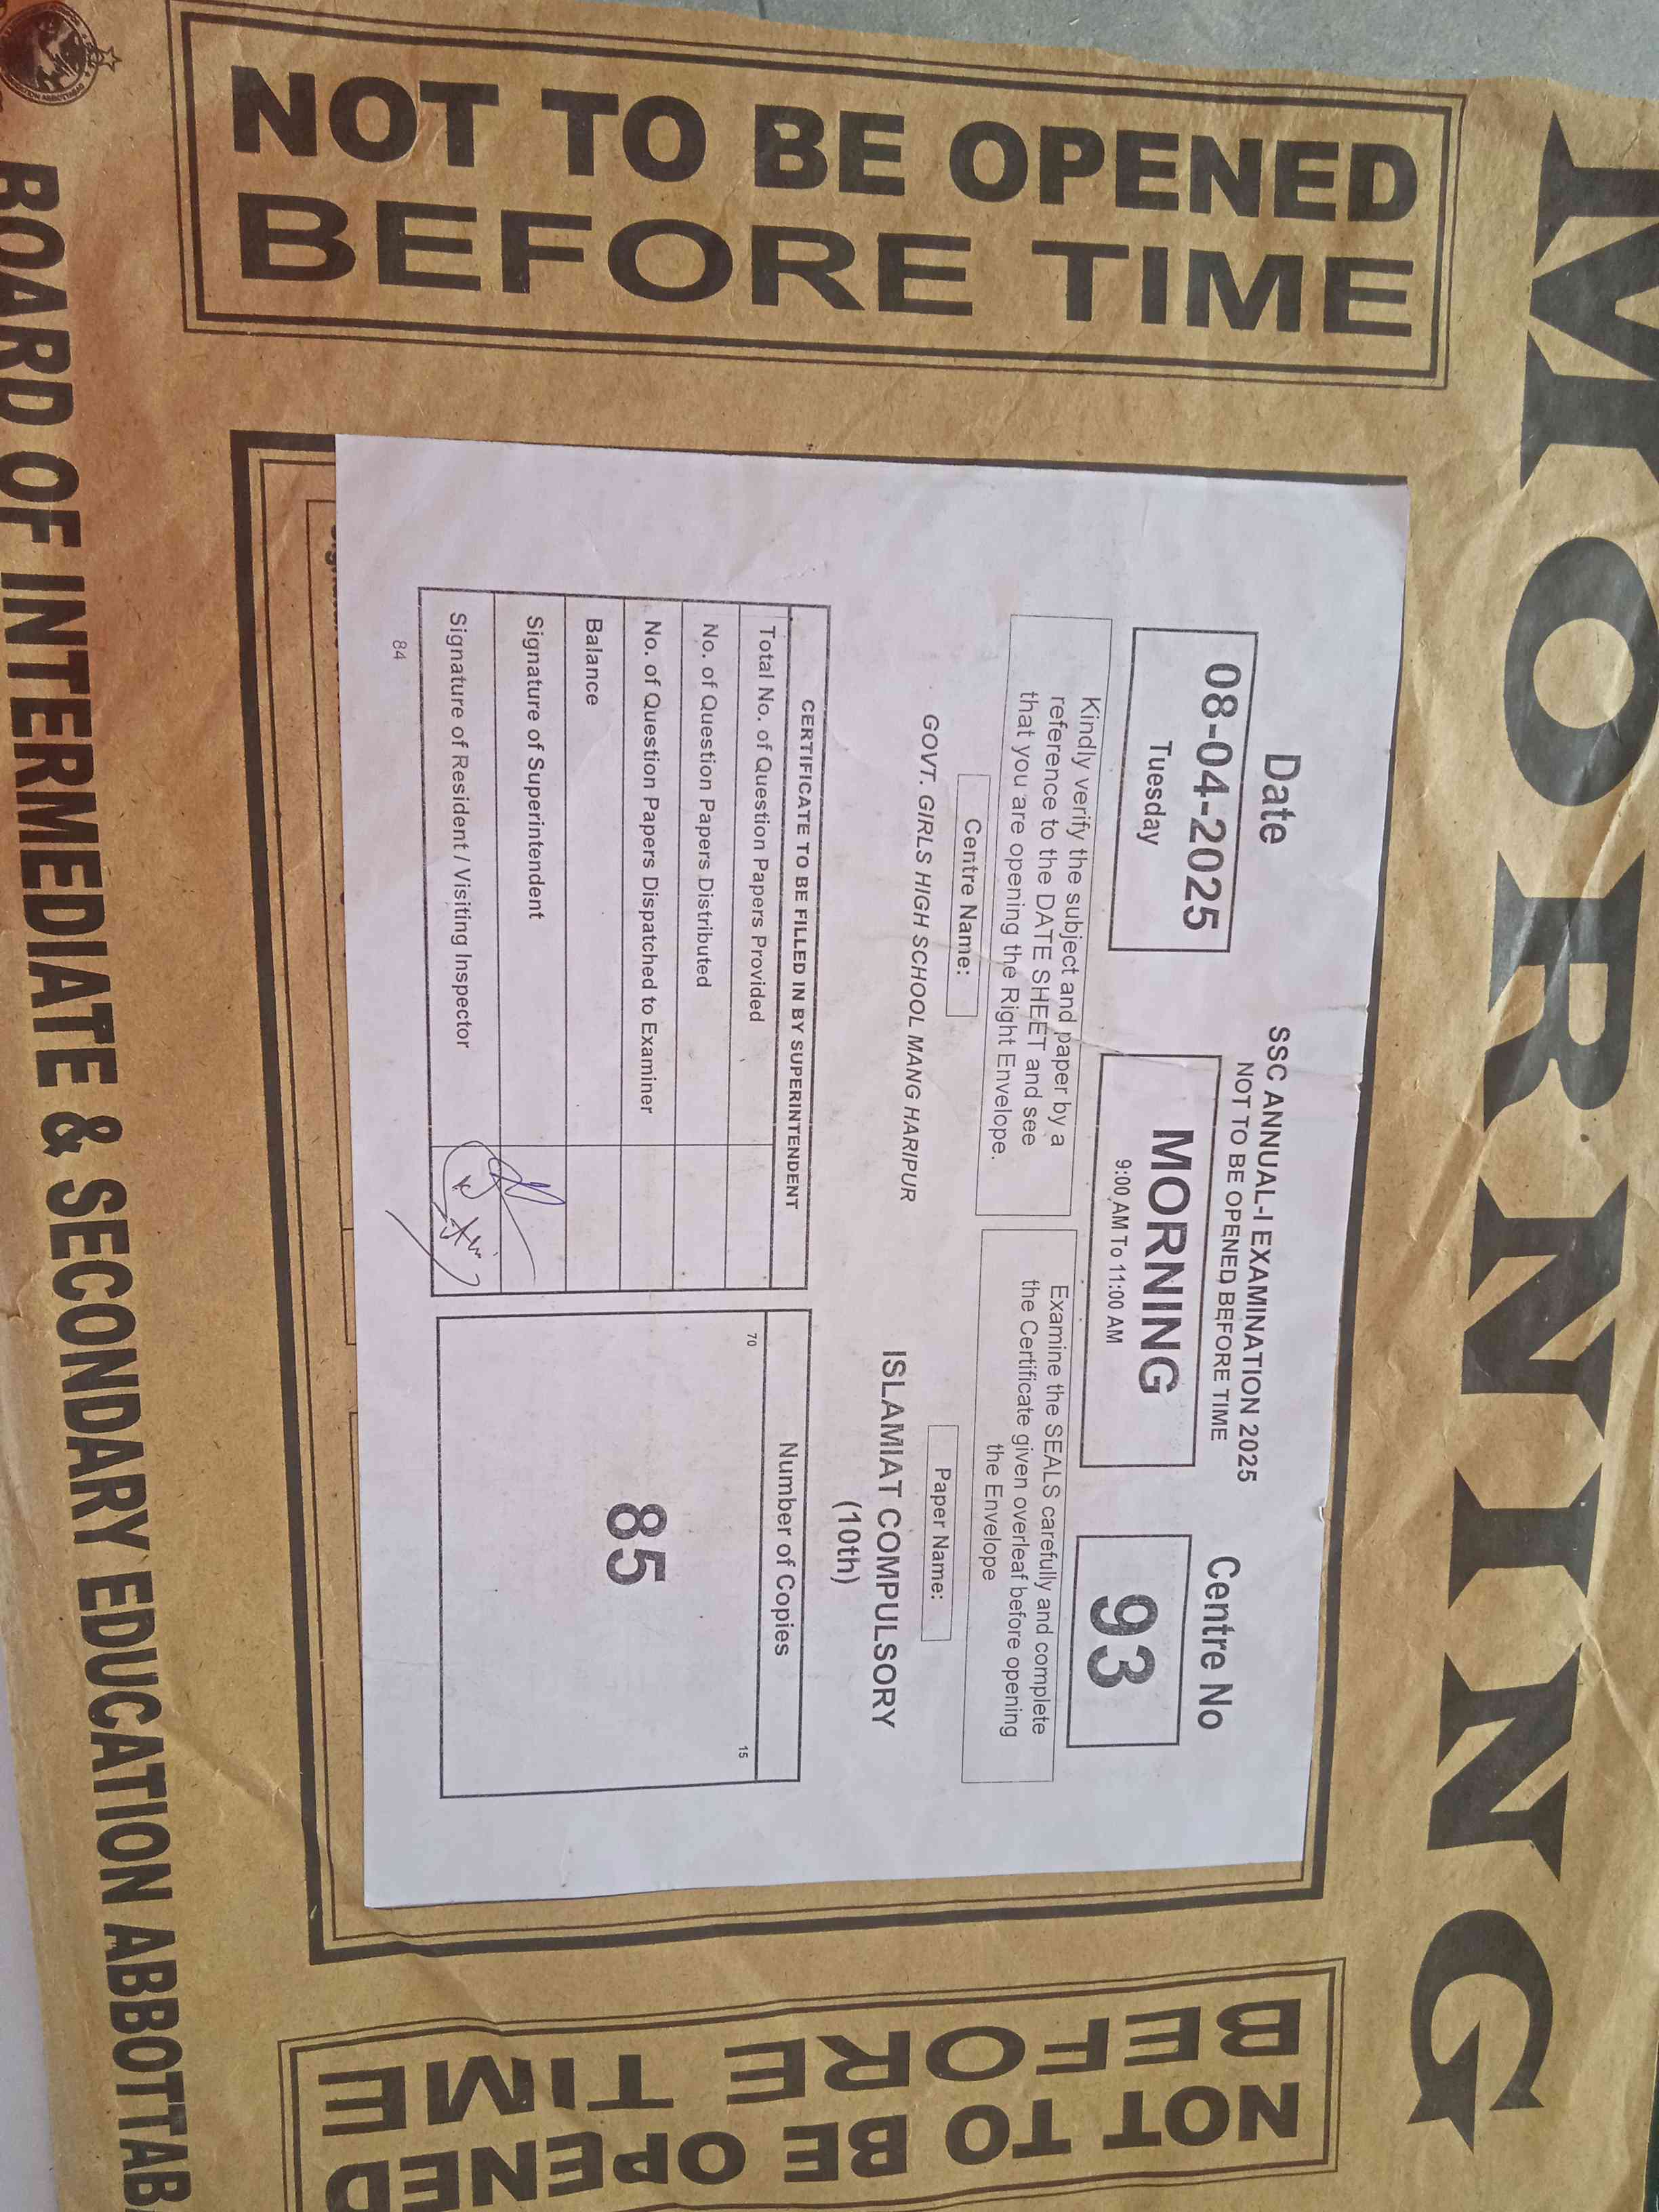 MORNING
NOT TO BE OPENED
BEFORE TIME
Date
08-04-2025
Tuesday
SSC ANNUAL-I EXAMINATION 2025
NOT TO BE OPENED BEFORE TIME
MORNING
9:00 AM To 11:00 AM
Centre No
93
Kindly verify the subject and paper by a
reference to the DATE SHEET and see
that you are opening the Right Envelope.
Examine the SEALS carefully and complete
the Certificate given overleaf before opening
the Envelope
Centre Name:
GOVT. GIRLS HIGH SCHOOL MANG HARIPUR
Paper Name:
ISLAMIAT COMPULSORY
(10th)
CERTIFICATE TO BE FILLED IN BY SUPERINTENDENT
Total No. of Question Papers Provided
No. of Question Papers Distributed
No. of Question Papers Dispatched to Examiner
Balance
Signature of Superintendent
Signature of Resident / Visiting Inspector
84
Number of Copies
70
15
85
NOT TO BE OPENED
BEFORE TIME
BOARD OF INTERMEDIATE & SECONDARY EDUCATION ABBOTTAB